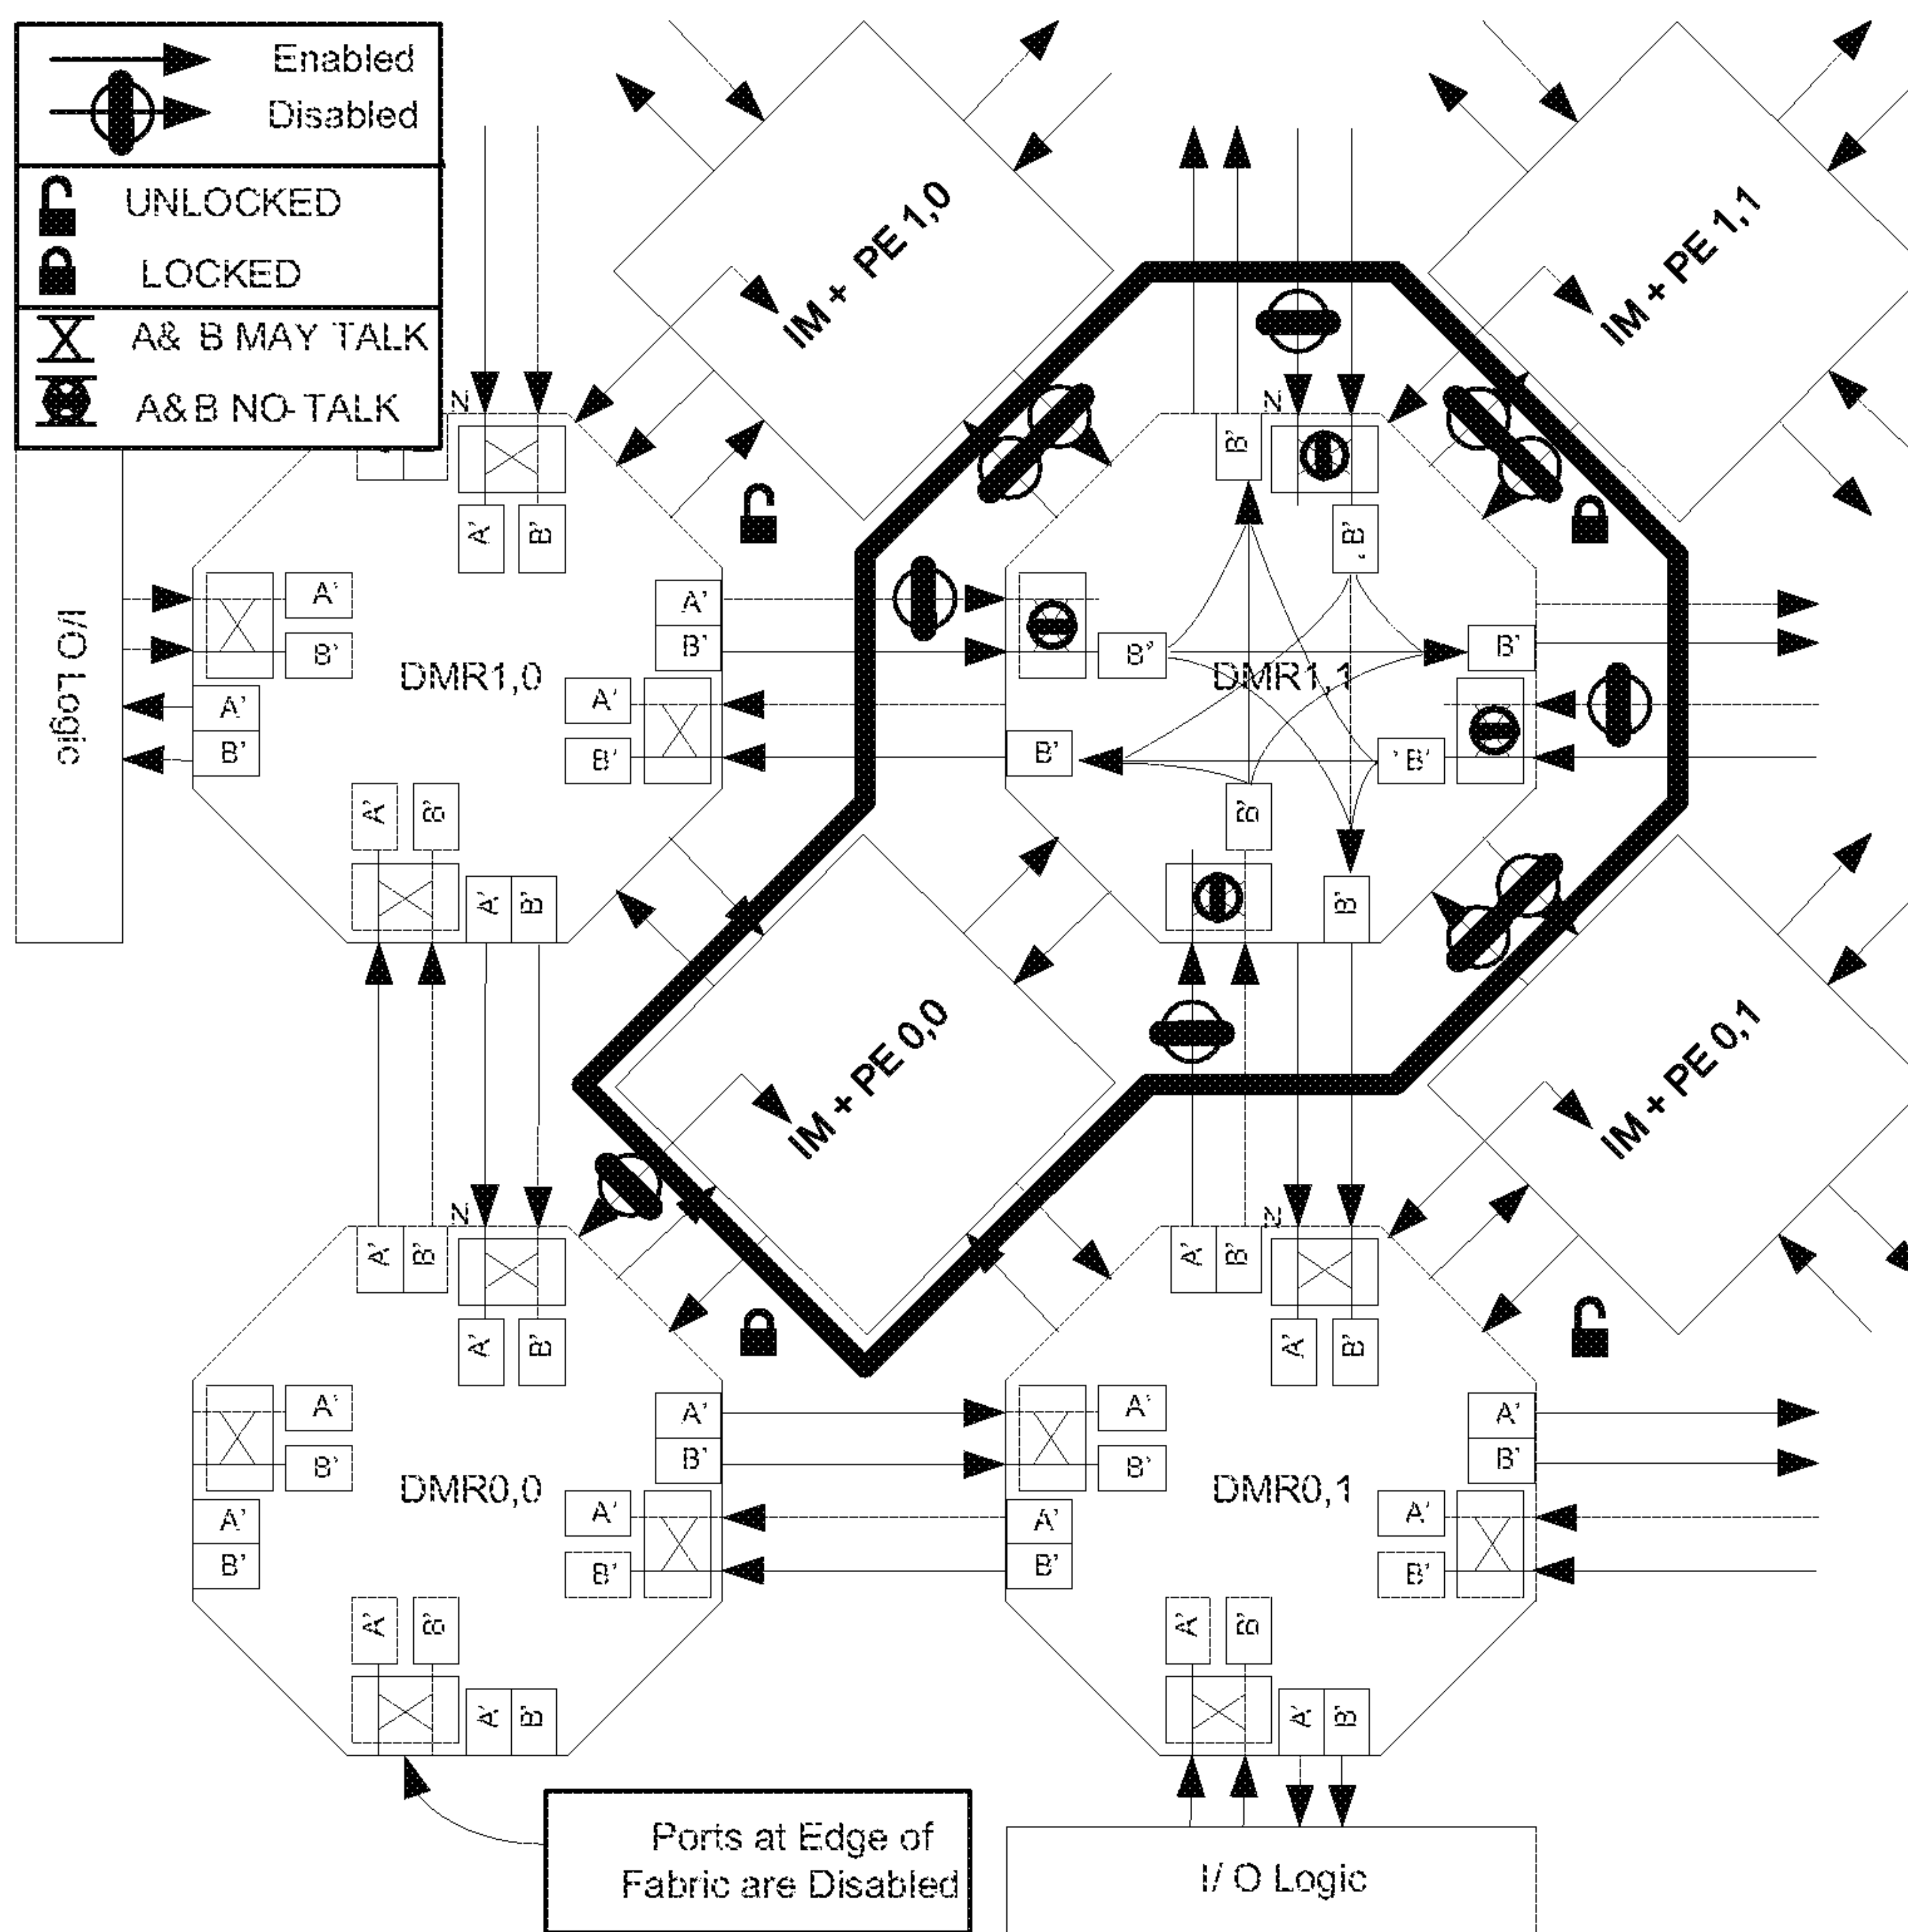 Enabled
Disabled
UNLOCKED
LOCKED
A& B MAY TALK
A&B NO-TALK
IM + PE 1,0
IM + PE 1,1
N
N
B'
A'
B'
B'
A'
B'
A'
B'
B'
B'
I/O Logic
DMR1,0
DMR1,1
A'
B'
A'
B'
B'
'B'
A'
B'
B'
A'
B'
B'
IM + PE 0,0
IM + PE 0,1
N
N
A'
B'
A'
B'
A'
B'
A'
B'
A'
B'
A'
B'
A'
B'
A'
B'
DMR0,0
DMR0,1
A'
B'
A'
B'
A'
B'
A'
B'
A'
B'
A'
B'
A'
B'
A'
B'
Ports at Edge of
Fabric are Disabled
I/ O Logic